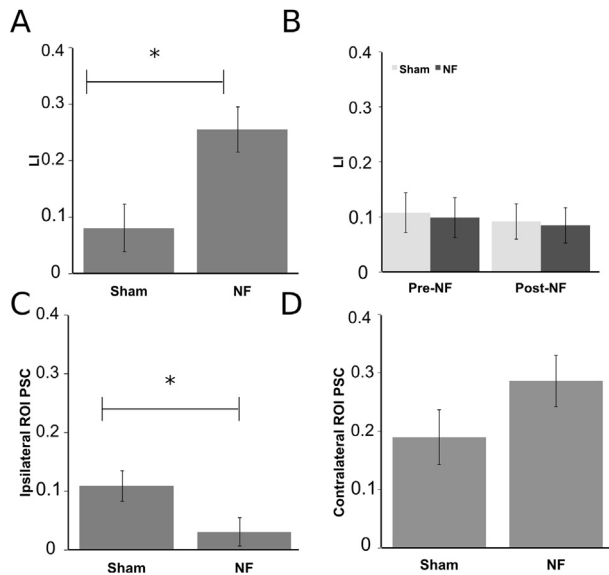 A
0.4
0.3
0.2
0.1
0
LI
*
Sham
NF
B
0.4
0.3
0.2
0.1
0
LI
Sham NF
Pre-NF
Post-NF
C
0.4
0.3
0.2
0.1
0
Ipsilateral ROI PSC
*
Sham
NF
D
0.4
0.3
0.2
0.1
0
Contralateral ROI PSC
Sham
NF